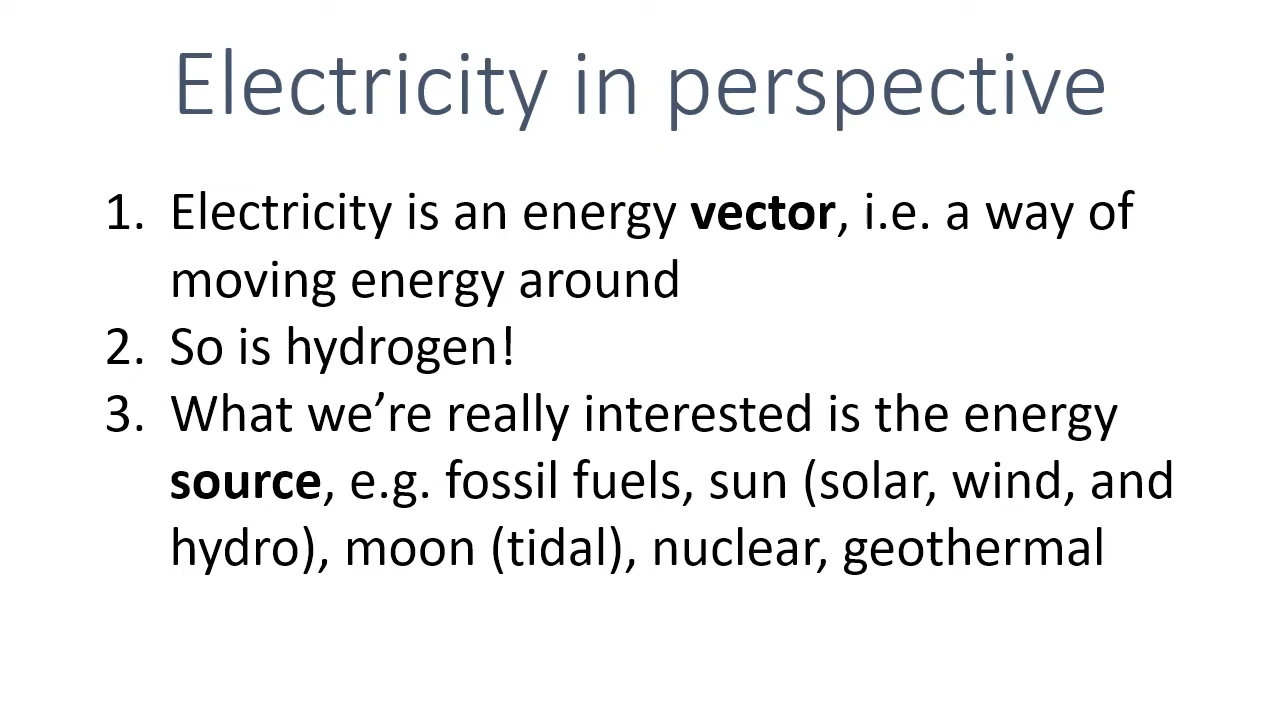 Electricity in perspective
1. Electricity is an energy vector, i.e. a way of
moving energy around
2. So is hydrogen!
3. What we’re really interested is the energy
source, e.g. fossil fuels, sun (solar, wind, and
hydro), moon (tidal), nuclear, geothermal